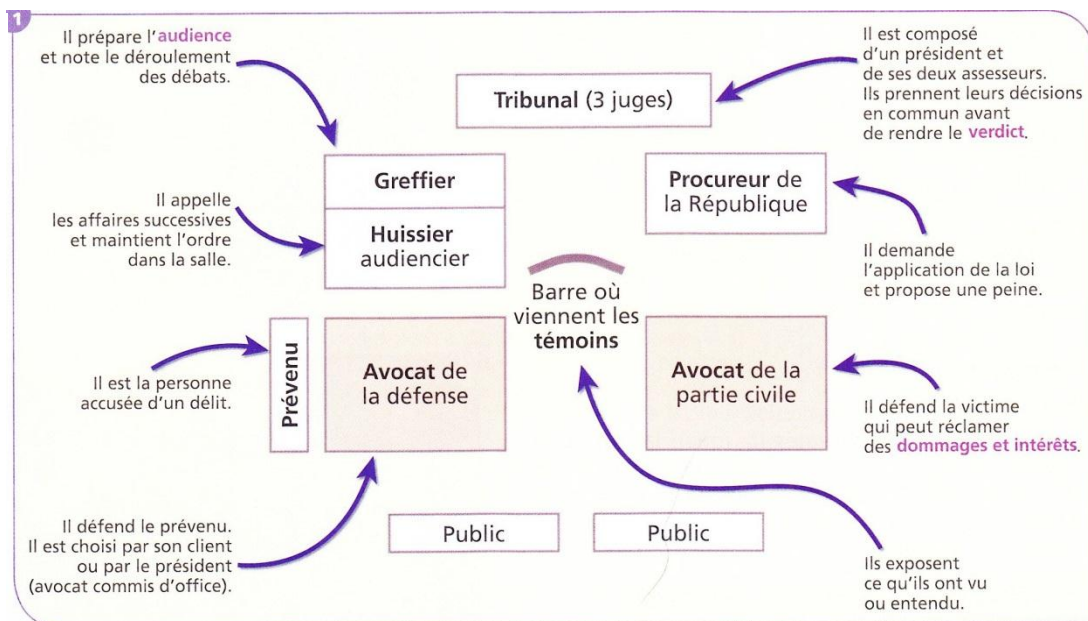 1
Il prépare l'audience
et note le déroulement
des débats.
Tribunal (3 juges)
Il est composé
d'un président et
de ses deux assesseurs.
Ils prennent leurs décisions
en commun avant
de rendre le verdict.
Greffier
Procureur de
la République
Il appelle
les affaires successives
et maintient l'ordre
dans la salle.
Huissier
audiencier
Il demande
l'application de la loi
et propose une peine.
Barre où
viennent les
témoins
Il est la personne
accusée d'un délit.
Prévenu
Avocat de
la défense
Avocat de la
partie civile
Il défend la victime
qui peut réclamer
des dommages et intérêts.
Il défend le prévenu.
Il est choisi par son client
ou par le président
(avocat commis d'office).
Public
Public
Ils exposent
ce qu'ils ont vu
ou entendu.